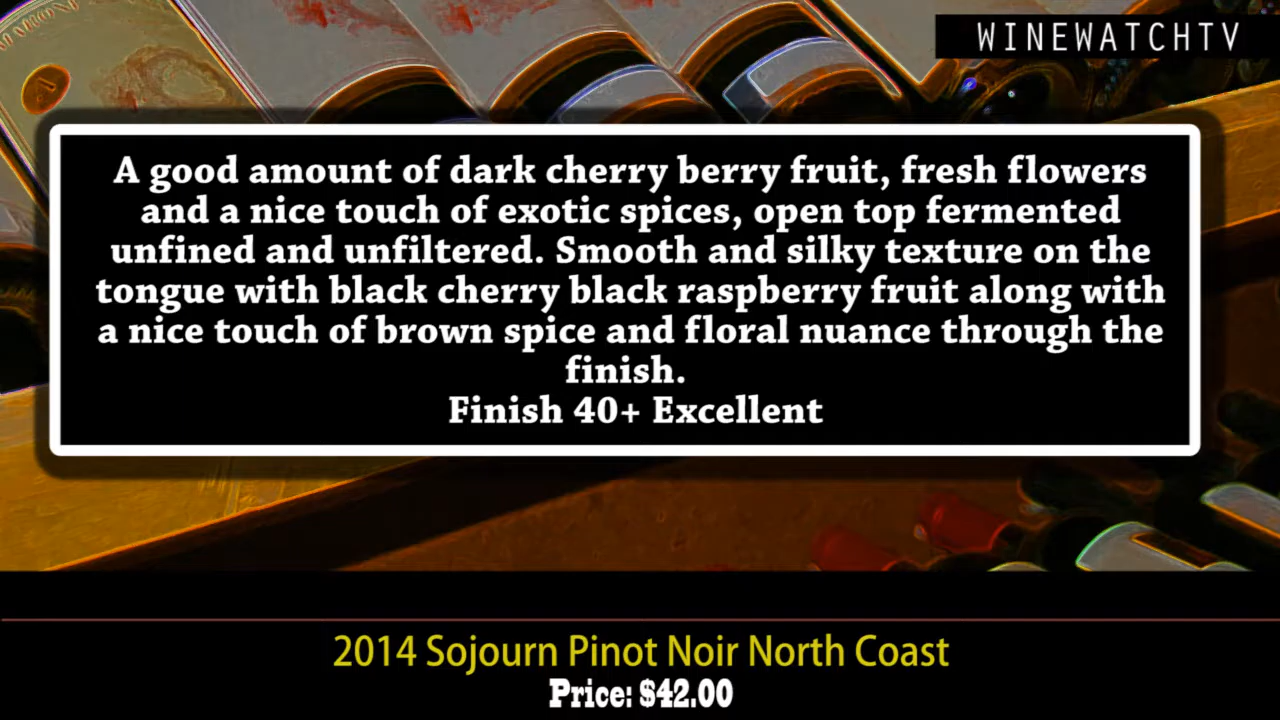 WINEWATCHTV
A good amount of dark cherry berry fruit, fresh flowers
and a nice touch of exotic spices, open top fermented
unfined and unfiltered. Smooth and silky texture on the
tongue with black cherry black raspberry fruit along with
a nice touch of brown spice and floral nuance through the
finish.
Finish 40+ Excellent
2014 Sojourn Pinot Noir North Coast
Price: $42.00